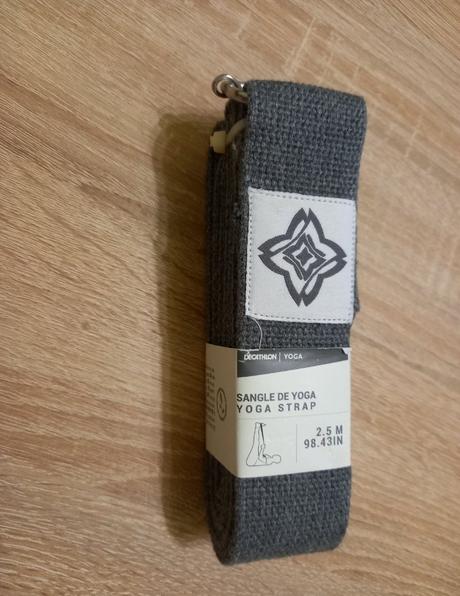 DECATHLON | YOGA
SANGLE DE YOGA
YOGA STRAP
2.5 M
98.43IN